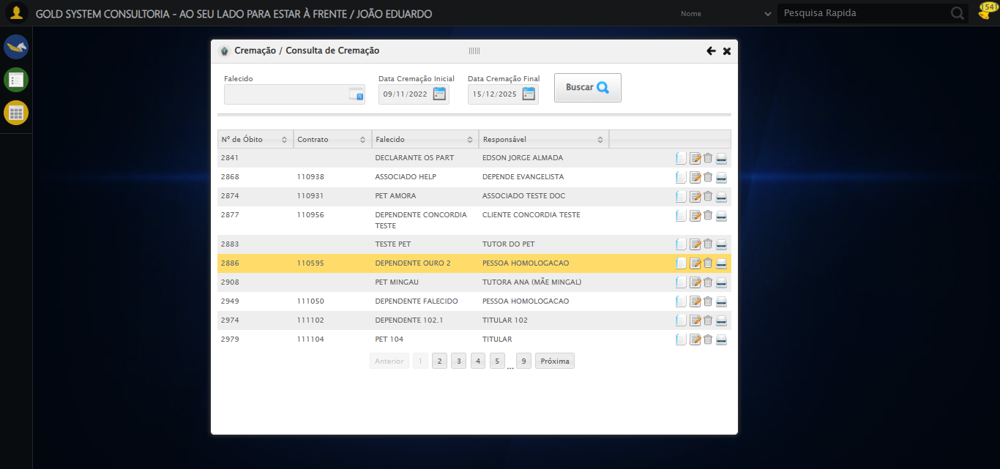 GOLD SYSTEM CONSULTORIA - AO SEU LADO PARA ESTAR À FRENTE / JOÃO EDUARDO
Nome
Pesquisa Rapida
1541
Cremação / Consulta de Cremação
Falecido
Data Cremação Inicial
Data Cremação Final
09/11/2022
15/12/2025
Buscar
Nº de Óbito Contrato Falecido Responsável
2841 DECLARANTE OS PART EDSON JORGE ALMADA
2868 110938 ASSOCIADO HELP DEPENDE EVANGELISTA
2874 110931 PET AMORA ASSOCIADO TESTE DOC
2877 110956 DEPENDENTE CONCORDIA CLIENTE CONCORDIA TESTE
TESTE
2883 TESTE PET TUTOR DO PET
2886 110595 DEPENDENTE OURO 2 PESSOA HOMOLOGACAO
2908 PET MINGAU TUTORA ANA (MÃE MINGAL)
2949 111050 DEPENDENTE FALECIDO PESSOA HOMOLOGACAO
2974 111102 DEPENDENTE 102.1 TITULAR 102
2979 111104 PET 104 TITULAR
Anterior 1 2 3 4 5 ... 9 Próxima